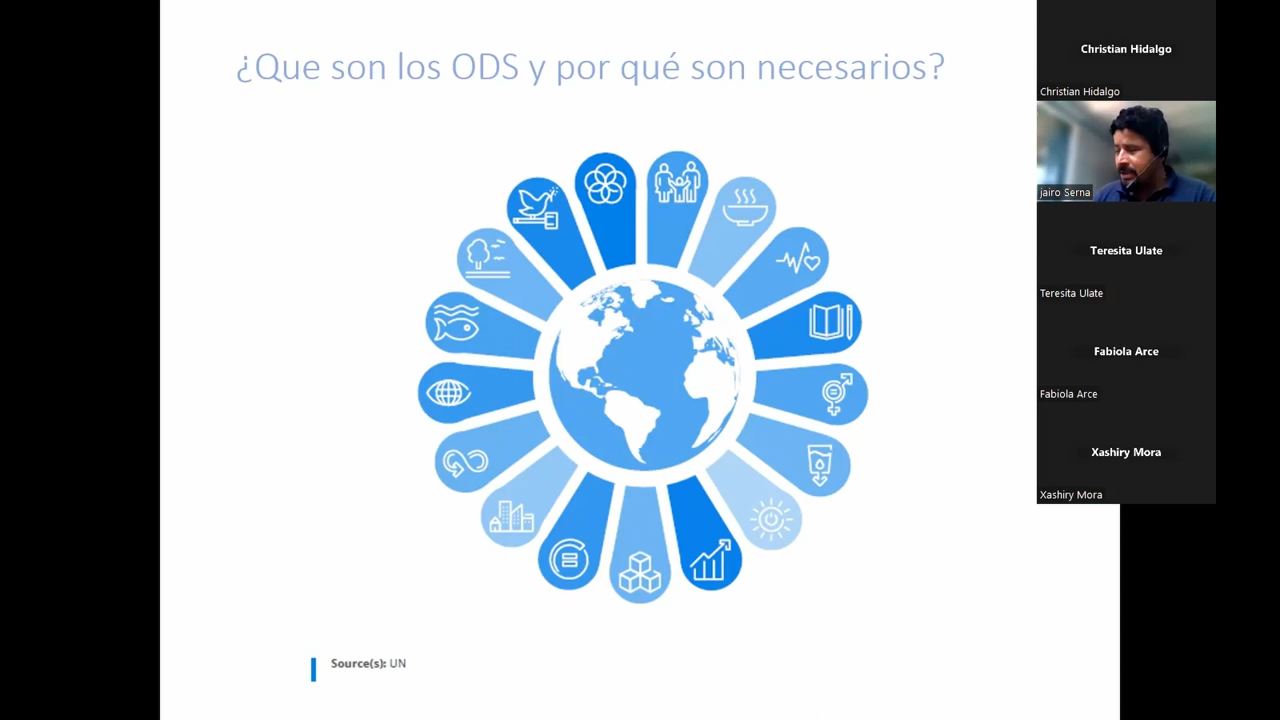 ¿Que son los ODS y por qué son necesarios?
Source(s): UN
Christian Hidalgo
Christian Hidalgo
jairo Serna
Teresita Ulate
Teresita Ulate
Fabiola Arce
Fabiola Arce
Xashiry Mora
Xashiry Mora